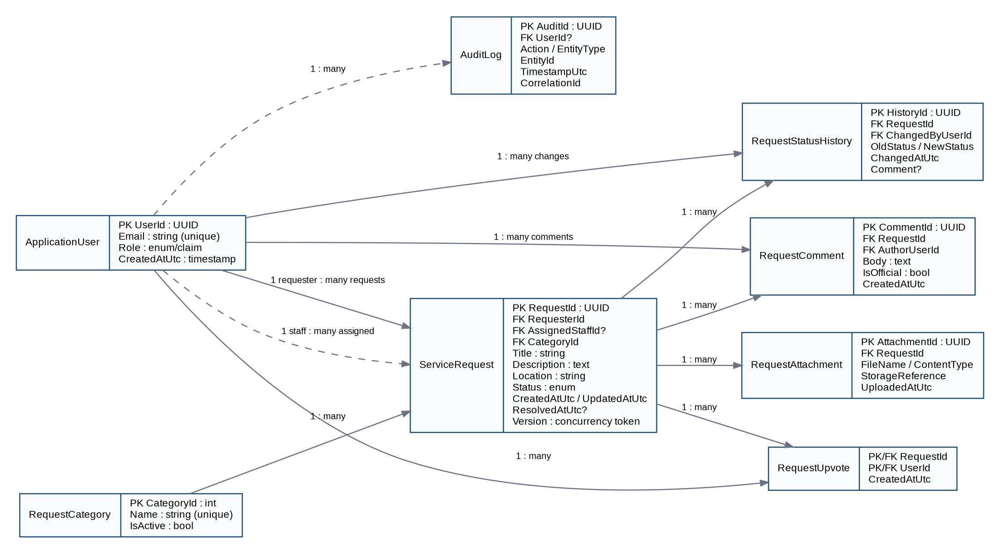 AuditLog
PK AuditId : UUID
FK UserId?
Action / EntityType
EntityId
TimestampUtc
CorrelationId
1 : many
RequestStatusHistory
PK HistoryId : UUID
FK RequestId
FK ChangedByUserId
OldStatus / NewStatus
ChangedAtUtc
Comment?
1 : many changes
1 : many
ApplicationUser
PK UserId : UUID
Email : string (unique)
Role : enum/claim
CreatedAtUtc : timestamp
1 : many comments
RequestComment
PK CommentId : UUID
FK RequestId
FK AuthorUserId
Body : text
IsOfficial : bool
CreatedAtUtc
1 requester : many requests
1 staff : many assigned
1 : many
ServiceRequest
PK RequestId : UUID
FK RequesterId
FK AssignedStaffId?
FK CategoryId
Title : string
Description : text
Location : string
Status : enum
CreatedAtUtc / UpdatedAtUtc
ResolvedAtUtc?
Version : concurrency token
1 : many
RequestAttachment
PK AttachmentId : UUID
FK RequestId
FileName / ContentType
StorageReference
UploadedAtUtc
1 : many
1 : many
1 : many
RequestUpvote
PK/FK RequestId
PK/FK UserId
CreatedAtUtc
RequestCategory
PK CategoryId : int
Name : string (unique)
IsActive : bool